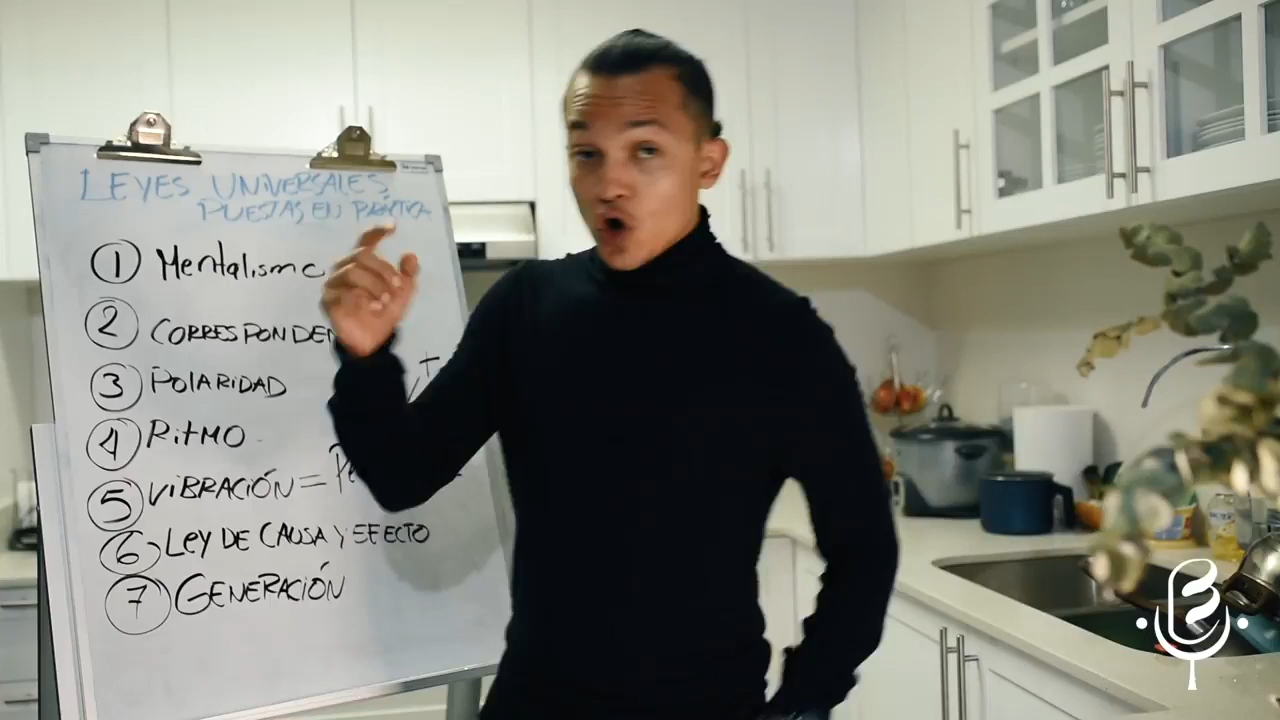 LEYES UNIVERSALES
PUESTAS EN PRÁCTICA
1 Mentalismo
2 CORRESPONDEN
3 POLARIDAD
4 RITMO
5 VIBRACIÓN =
6 LEY DE CAUSA Y EFECTO
7 GENERACIÓN